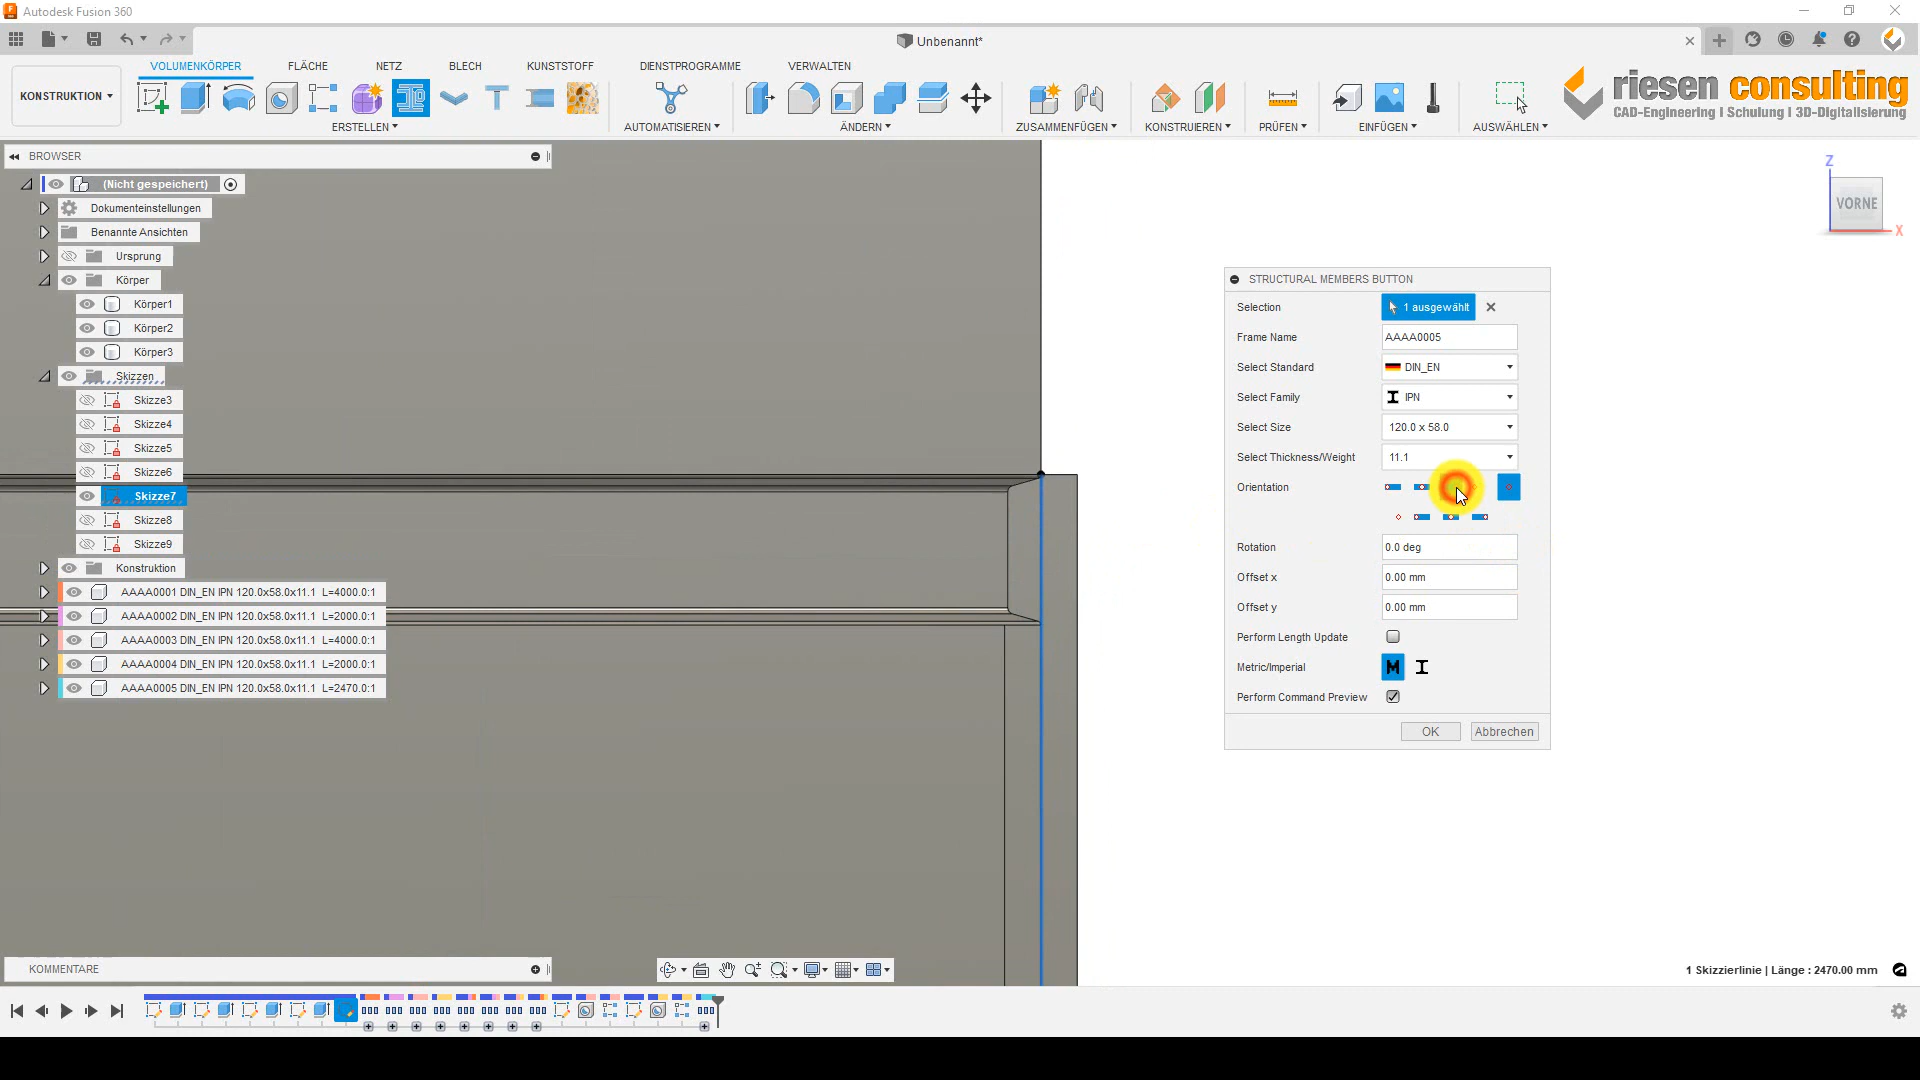 Autodesk Fusion 360
Unbenannt*
VOLUMENKÖRPER FLÄCHE NETZ BLECH KUNSTSTOFF DIENSTPROGRAMME VERWALTEN
KONSTRUKTION
ERSTELLEN AUTOMATISIEREN ÄNDERN ZUSAMMENFÜGEN KONSTRUIEREN PRÜFEN EINFÜGEN AUSWÄHLEN
riesen consulting
CAD-Engineering I Schulung I 3D-Digitalisierung
BROWSER
(Nicht gespeichert)
Dokumenteinstellungen
Benannte Ansichten
Ursprung
Körper
Körper1
Körper2
Körper3
Skizzen
Skizze3
Skizze4
Skizze5
Skizze6
Skizze7
Skizze8
Skizze9
Konstruktion
AAAA0001 DIN_EN IPN 120.0x58.0x11.1 L=4000.0:1
AAAA0002 DIN_EN IPN 120.0x58.0x11.1 L=2000.0:1
AAAA0003 DIN_EN IPN 120.0x58.0x11.1 L=4000.0:1
AAAA0004 DIN_EN IPN 120.0x58.0x11.1 L=2000.0:1
AAAA0005 DIN_EN IPN 120.0x58.0x11.1 L=2470.0:1
Z
VORNE
X
STRUCTURAL MEMBERS BUTTON
Selection 1 ausgewählt
Frame Name AAAA0005
Select Standard DIN_EN
Select Family IPN
Select Size 120.0 x 58.0
Select Thickness/Weight 11.1
Orientation
Rotation 0.0 deg
Offset x 0.00 mm
Offset y 0.00 mm
Perform Length Update
Metric/Imperial M I
Perform Command Preview
OK Abbrechen
KOMMENTARE
1 Skizzierlinie | Länge : 2470.00 mm